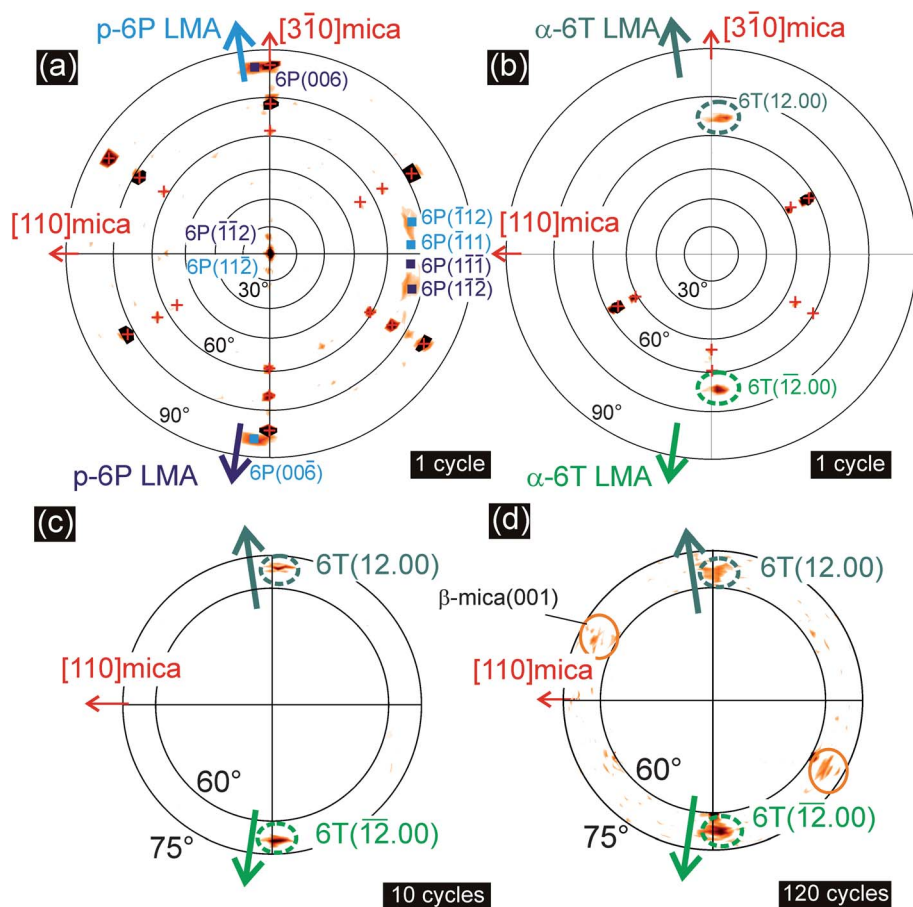 p-6P LMA
[31̅0]mica
(a)
6P(006)
[110]mica
6P(1̅1̅2)
6P(112̅)
6P(1̅12)
6P(1̅11)
6P(11̅1̅)
6P(11̅2̅)
30°
60°
90°
p-6P LMA
6P(006̅)
1 cycle
α-6T LMA
[31̅0]mica
(b)
6T(12.00)
[110]mica
30°
60°
90°
6T(1̅2̅.00)
α-6T LMA
1 cycle
(c)
6T(12.00)
[110]mica
60°
75°
6T(1̅2̅.00)
10 cycles
(d)
6T(12.00)
β-mica(001)
[110]mica
60°
75°
6T(1̅2̅.00)
120 cycles